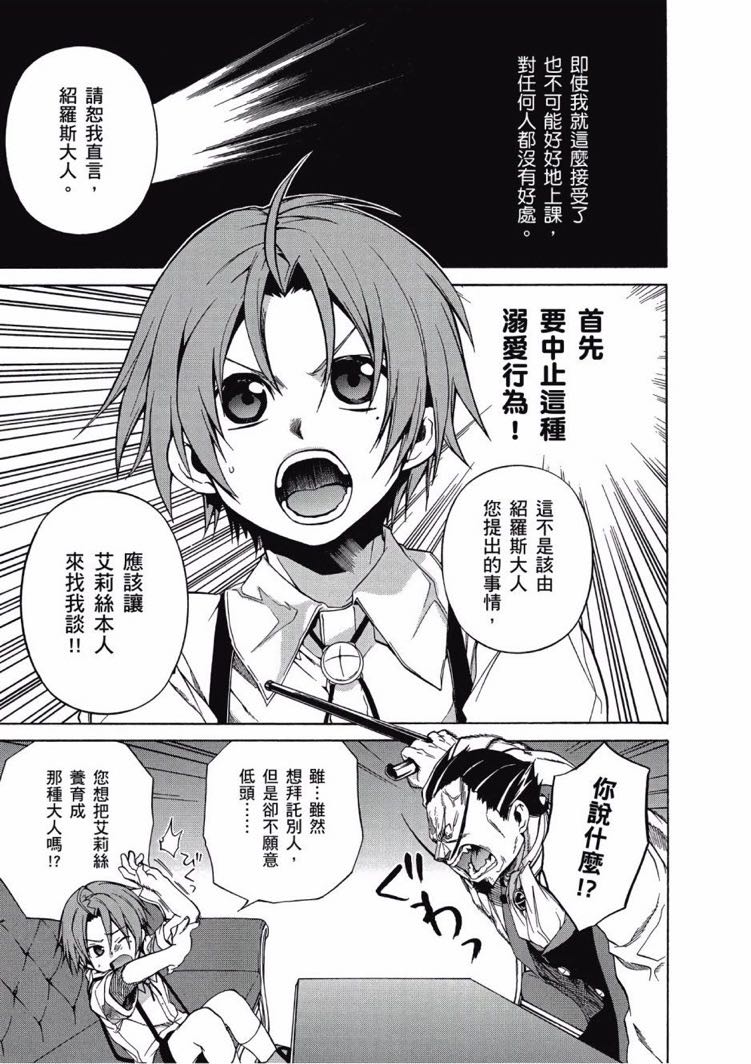 即使我就這麼接受了
也不可能好好地上課，
對任何人都沒有好處。
請恕我直言，
紹羅斯大人。
首先
要中止這種
溺愛行為！
這不是該由
紹羅斯大人
您提出的事情，
應該讓
艾莉絲本人
來找我談!!
你說什麼!?
ぐわっ
雖…雖然
想拜託別人，
但是卻不願意
低頭……
您想把艾莉絲
養育成
那種大人嗎!?